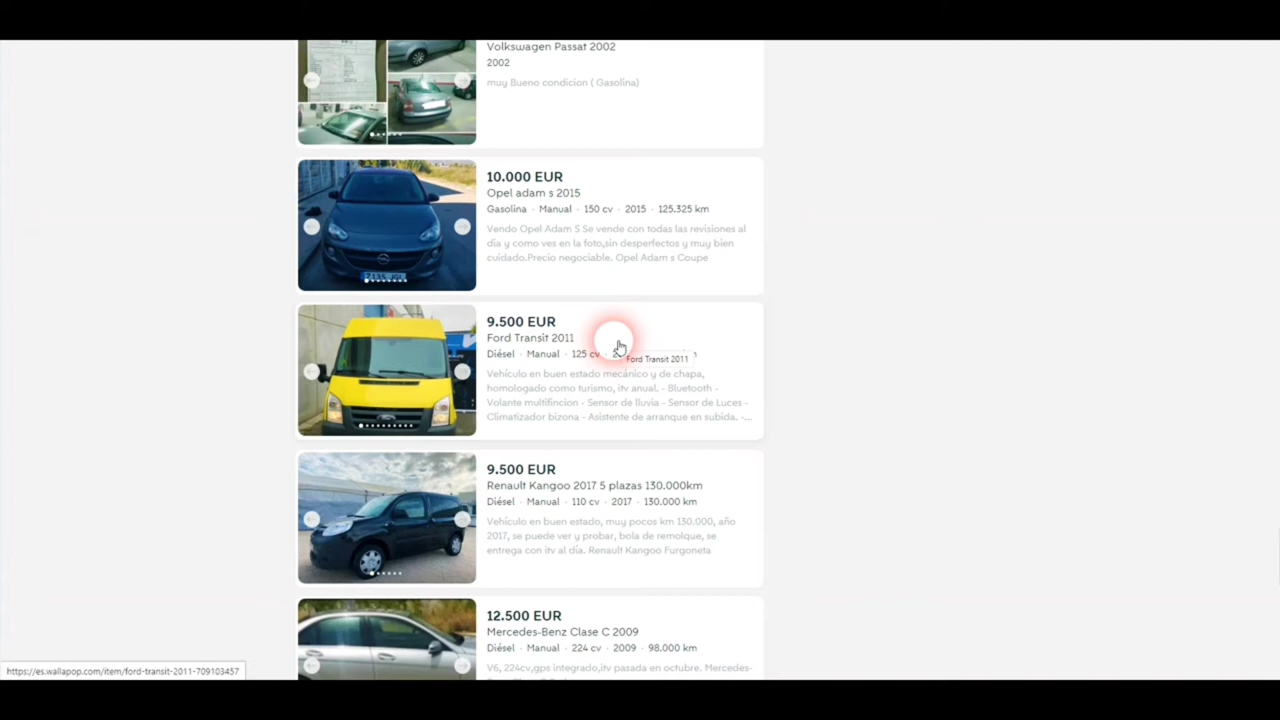 Volkswagen Passat 2002
2002
muy Bueno condicion ( Gasolina)
10.000 EUR
Opel adam s 2015
Gasolina · Manual · 150 cv · 2015 · 125.325 km
Vendo Opel Adam S Se vende con todas las revisiones al
día y como ves en la foto,sin desperfectos y muy bien
cuidado.Precio negociable. Opel Adam s Coupe
9.500 EUR
Ford Transit 2011
Diésel · Manual · 125 cv ·
Ford Transit 2011
Vehículo en buen estado mecánico y de chapa,
homologado como turismo, itv anual. - Bluetooth -
Volante multifincion - Sensor de lluvia - Sensor de Luces -
Climatizador bizona - Asistente de arranque en subida. -...
9.500 EUR
Renault Kangoo 2017 5 plazas 130.000km
Diésel · Manual · 110 cv · 2017 · 130.000 km
Vehículo en buen estado, muy pocos km 130.000, año
2017, se puede ver y probar, bola de remolque, se
entrega con itv al día. Renault Kangoo Furgoneta
12.500 EUR
Mercedes-Benz Clase C 2009
Diésel · Manual · 224 cv · 2009 · 98.000 km
V6, 224cv,gps integrado,itv pasada en octubre. Mercedes-
https://es.wallapop.com/item/ford-transit-2011-709103457